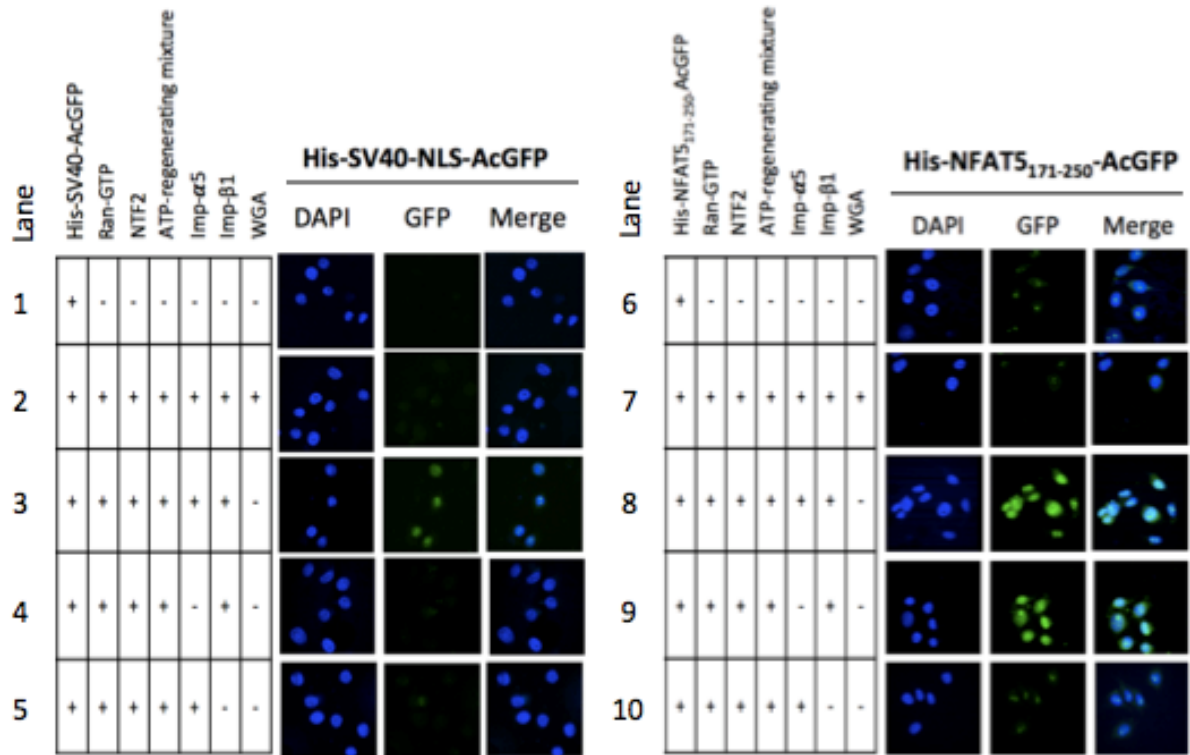 Lane
His-SV40-AcGFP
Ran-GTP
NTF2
ATP-regenerating mixture
Imp-α5
Imp-β1
WGA
His-SV40-NLS-AcGFP
DAPI GFP Merge
1 + - - - - - -
2 + + + + + + +
3 + + + + + + -
4 + + + + - + -
5 + + + + + - -
Lane
His-NFAT5171-250-AcGFP
Ran-GTP
NTF2
ATP-regenerating mixture
Imp-α5
Imp-β1
WGA
His-NFAT5171-250-AcGFP
DAPI GFP Merge
6 + - - - - - -
7 + + + + + + +
8 + + + + + + -
9 + + + + - + -
10 + + + + + - -